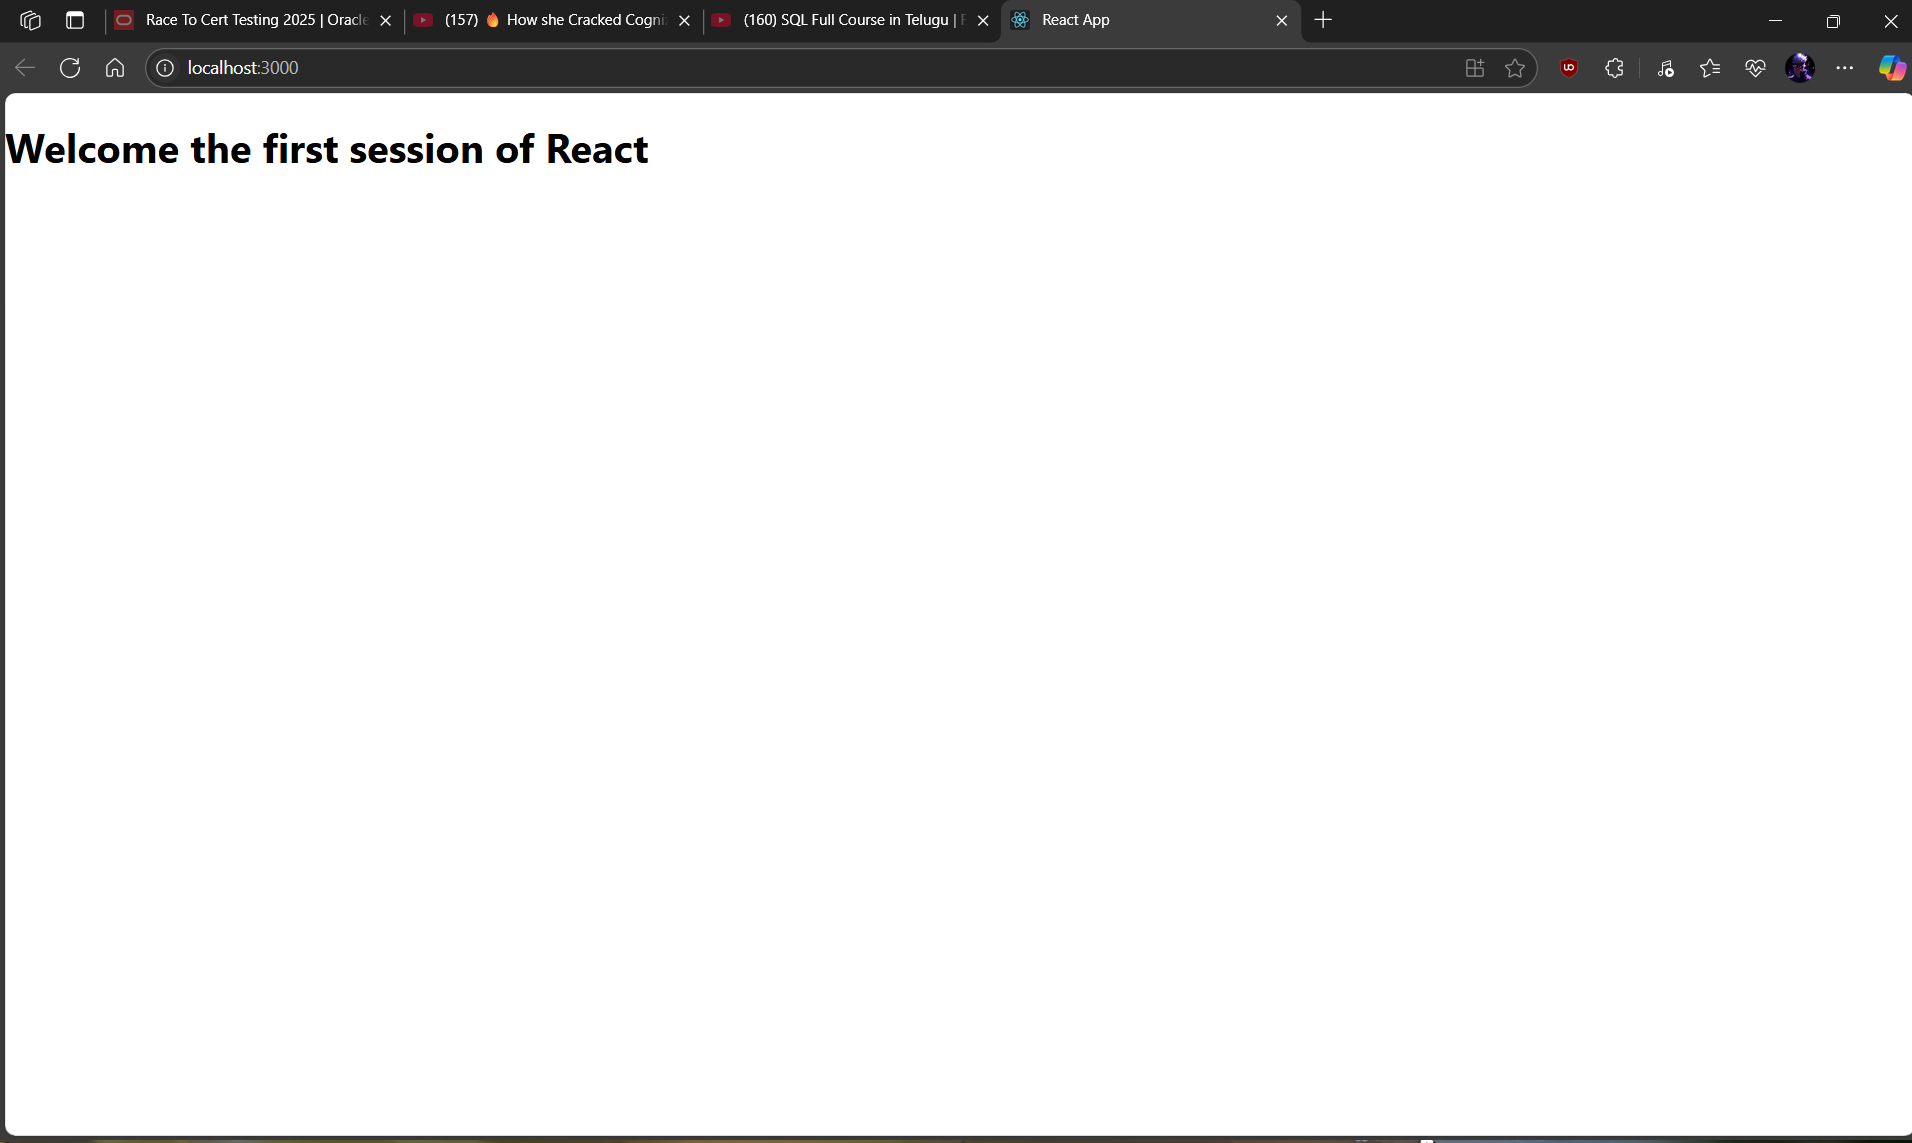 Race To Cert Testing 2025 | Oracle
(157) 🔥 How she Cracked Cogni
(160) SQL Full Course in Telugu |
React App
localhost:3000
Welcome the first session of React